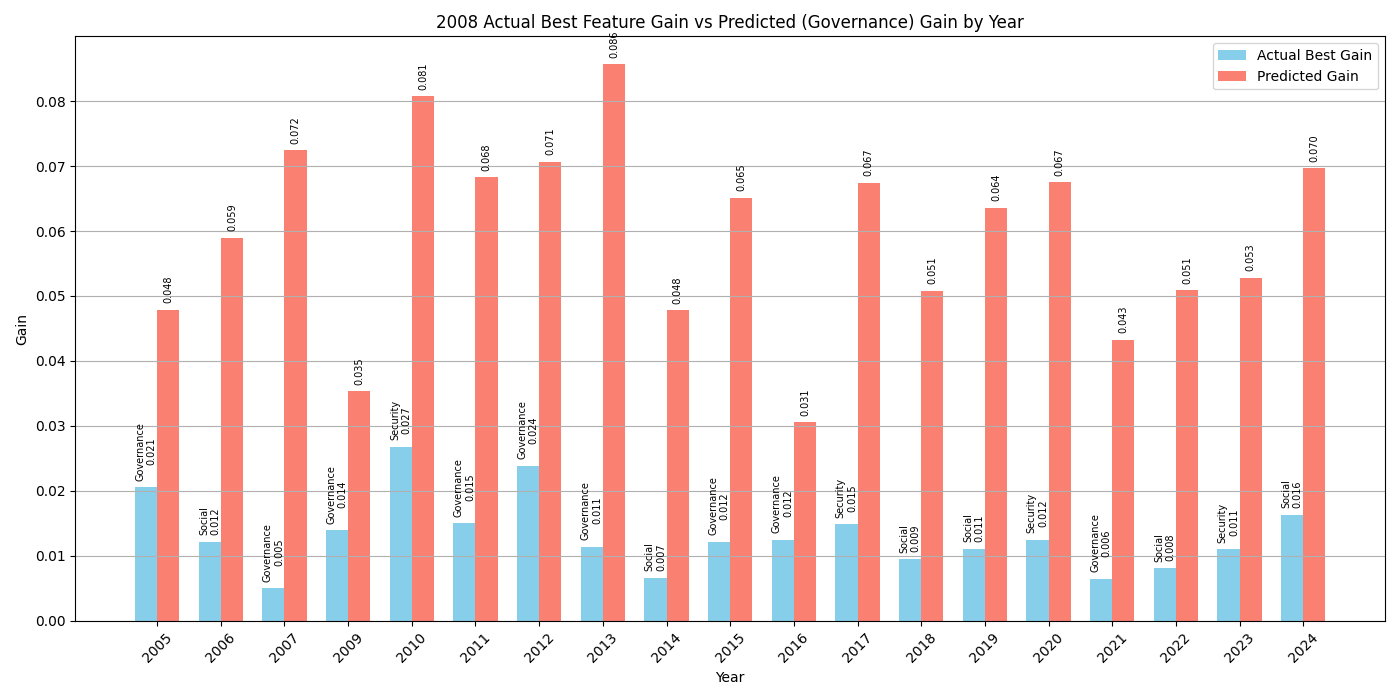 2008 Actual Best Feature Gain vs Predicted (Governance) Gain by Year
Actual Best Gain
Predicted Gain
Gain
0.08
0.07
0.06
0.05
0.04
0.03
0.02
0.01
0.00
Governance
0.021
0.048
Social
0.012
0.059
Governance
0.005
0.072
Governance
0.014
0.035
Security
0.027
0.081
Governance
0.015
0.068
Governance
0.024
0.071
Governance
0.011
0.086
Social
0.007
0.048
Governance
0.012
0.065
Governance
0.012
0.031
Security
0.015
0.067
Social
0.009
0.051
Social
0.011
0.064
Security
0.012
0.067
Governance
0.006
0.043
Social
0.008
0.051
Security
0.011
0.053
Social
0.016
0.070
2005
2006
2007
2009
2010
2011
2012
2013
2014
2015
2016
2017
2018
2019
2020
2021
2022
2023
2024
Year